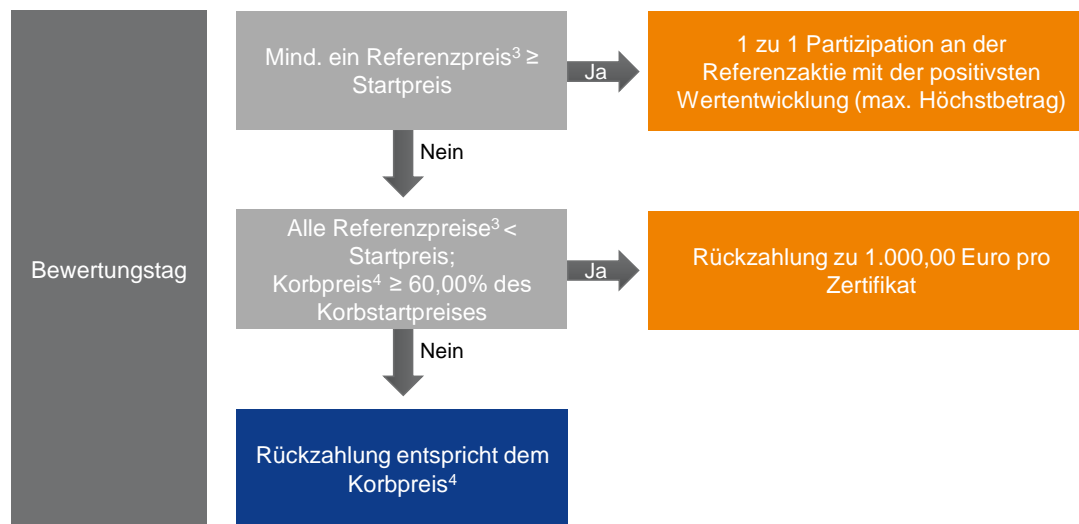 Bewertungstag
Mind. ein Referenzpreis³ ≥
Startpreis
Ja
1 zu 1 Partizipation an der
Referenzaktie mit der positivsten
Wertentwicklung (max. Höchstbetrag)
Nein
Alle Referenzpreise³ <
Startpreis;
Korbpreis⁴ ≥ 60,00% des
Korbstartpreises
Ja
Rückzahlung zu 1.000,00 Euro pro
Zertifikat
Nein
Rückzahlung entspricht dem
Korbpreis⁴